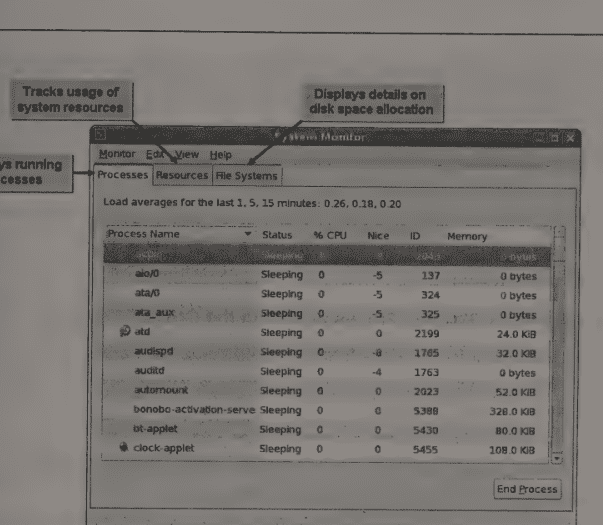 Tracks usage of
system resources
Displays details on
disk space allocation
running
System Monitor
Monitor Edit View Help
Processes Resources File Systems
Load averages for the last 1, 5, 15 minutes: 0.26, 0.18, 0.20
Process Name Status % CPU Nice ID Memory
Sleeping 0 bytes
aio/0 Sleeping 0 -5 137 0 bytes
ata/0 Sleeping 0 -5 324 0 bytes
ata_aux Sleeping 0 -5 325 0 bytes
atd Sleeping 0 0 2199 24.0 KiB
audispd Sleeping 0 -8 1765 32.0 KiB
auditd Sleeping 0 -4 1763 0 bytes
automount Sleeping 0 0 2023 52.0 KiB
bonobo-activation-serve Sleeping 0 0 5388 328.0 KiB
bt-applet Sleeping 0 0 5430 80.0 KiB
clock-applet Sleeping 0 0 5455 108.0 KiB
End Process